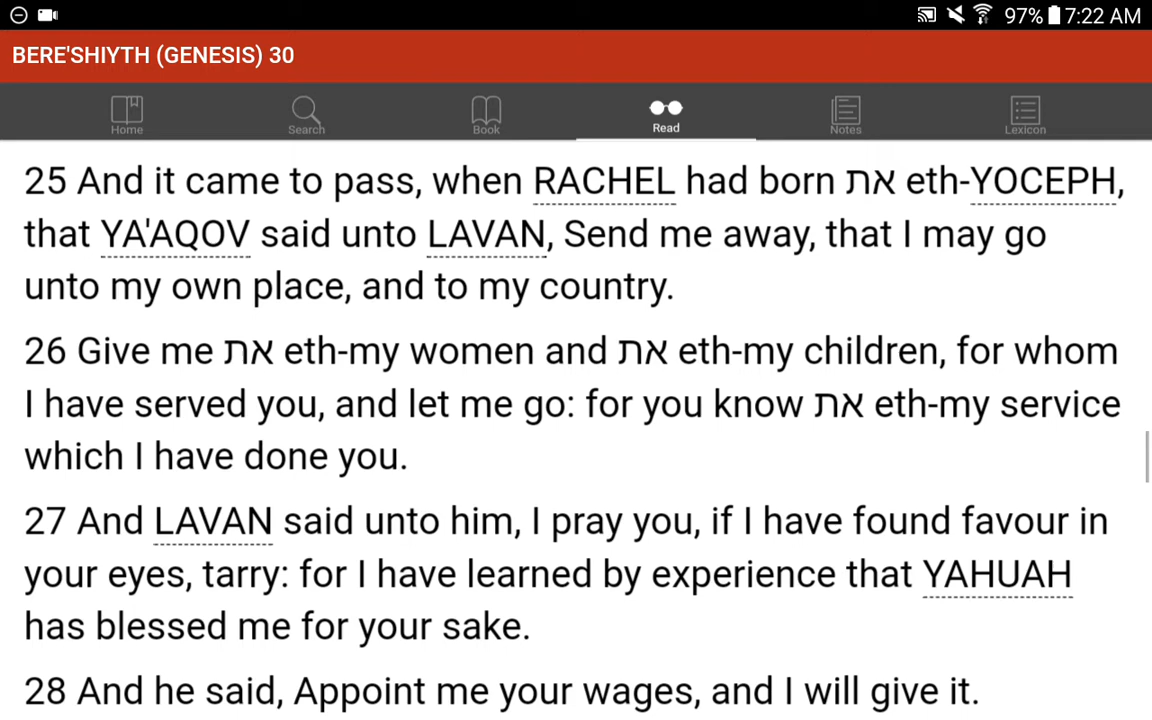 97% 7:22 AM
BERE'SHIYTH (GENESIS) 30
Home Search Book Read Notes Lexicon
25 And it came to pass, when RACHEL had born את eth-YOCEPH,
that YA'AQOV said unto LAVAN, Send me away, that I may go
unto my own place, and to my country.
26 Give me את eth-my women and את eth-my children, for whom
I have served you, and let me go: for you know את eth-my service
which I have done you.
27 And LAVAN said unto him, I pray you, if I have found favour in
your eyes, tarry: for I have learned by experience that YAHUAH
has blessed me for your sake.
28 And he said, Appoint me your wages, and I will give it.